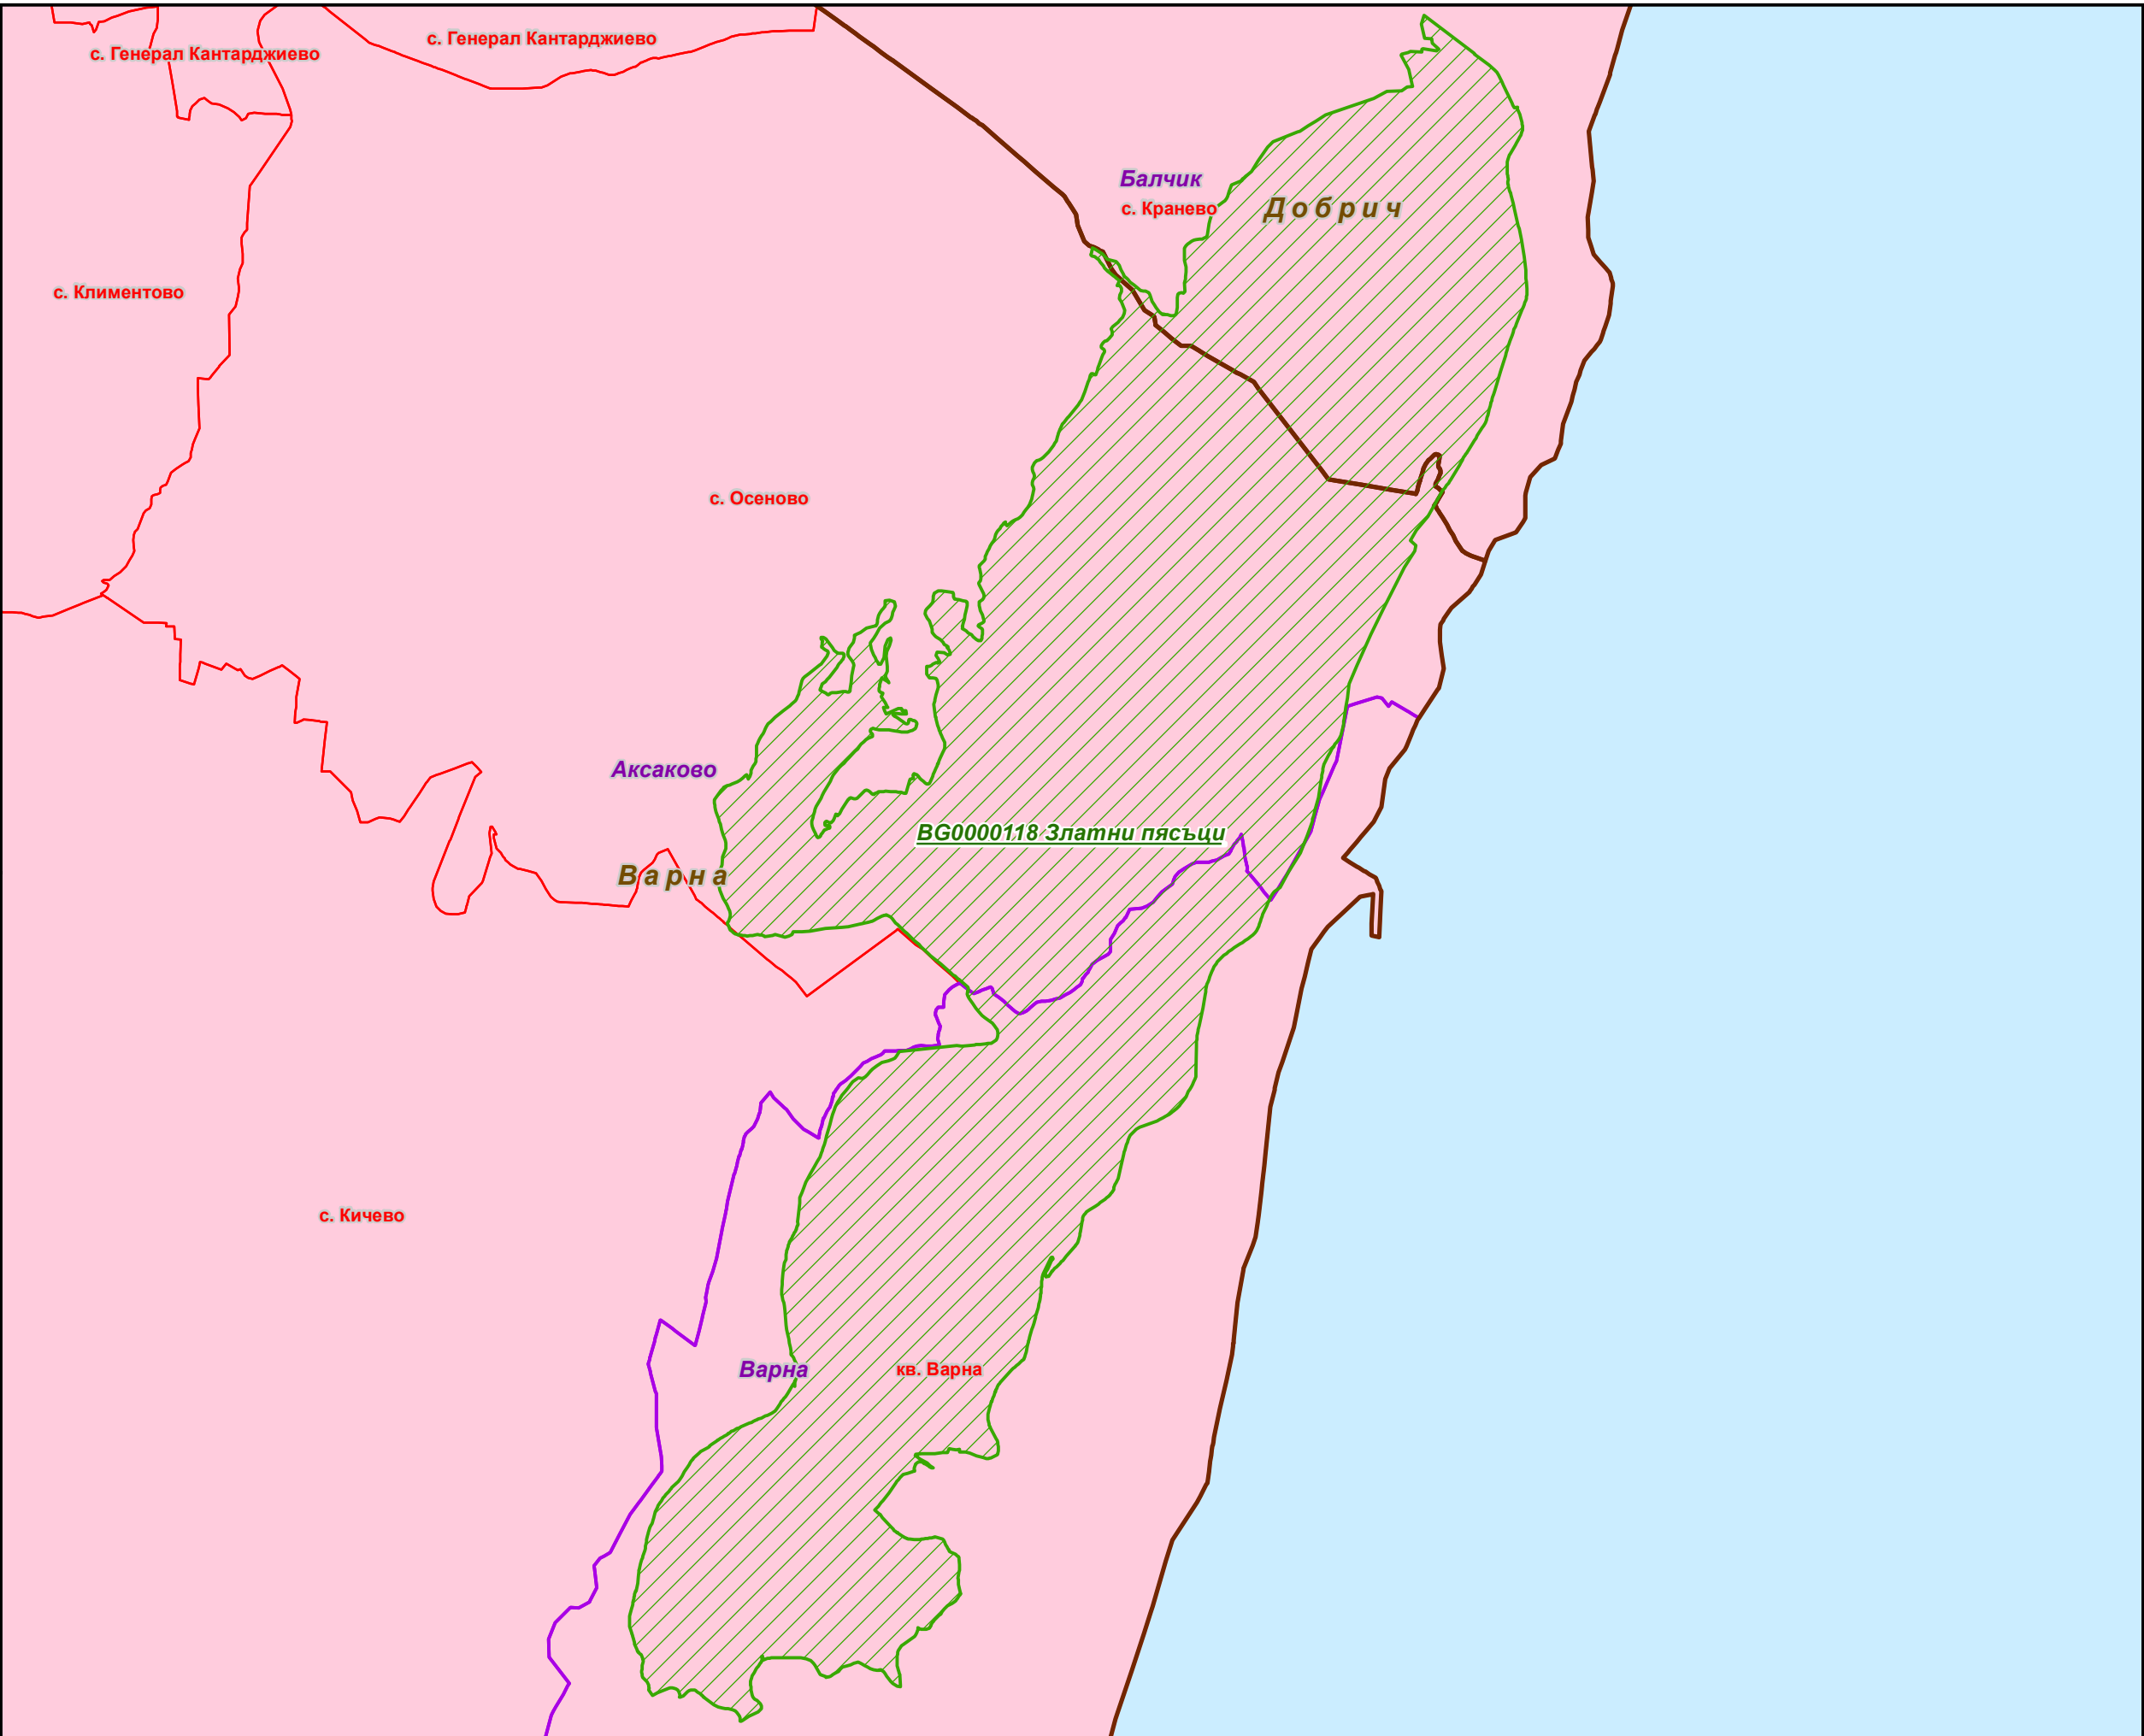 с. Генерал Кантарджиево
с. Генерал Кантарджиево
Балчик
с. Кранево
Добрич
с. Климентово
с. Осеново
Аксаково
BG0000118 Златни пясъци
Варна
с. Кичево
Варна
кв. Варна